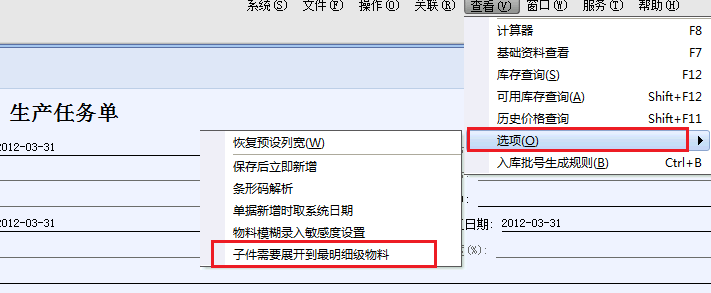 系统(S) 文件(F) 操作(O) 关联(R) 查看(V) 窗口(W) 服务(T) 帮助(H)
计算器 F8
基础资料查看 F7
库存查询(S) F12
可用库存查询(A) Shift+F12
历史价格查询 Shift+F11
选项(O)
入库批号生成规则(B) Ctrl+B
生产任务单
2012-03-31
恢复预设列宽(W)
保存后立即新增
条形码解析
单据新增时取系统日期
物料模糊录入敏感度设置
子件需要展开到最明细级物料
2012-03-31
日期: 2012-03-31
(%):